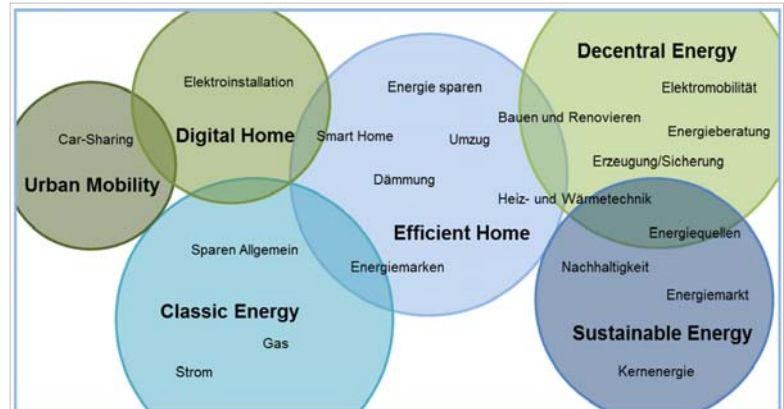 Decentral Energy
Elektroinstallation
Energie sparen
Elektromobilität
Bauen und Renovieren
Car-Sharing
Digital Home
Smart Home
Umzug
Energieberatung
Erzeugung/Sicherung
Urban Mobility
Dämmung
Heiz- und Wärmetechnik
Efficient Home
Energiequellen
Sparen Allgemein
Energiemarken
Nachhaltigkeit
Energiemarkt
Classic Energy
Sustainable Energy
Gas
Strom
Kernenergie